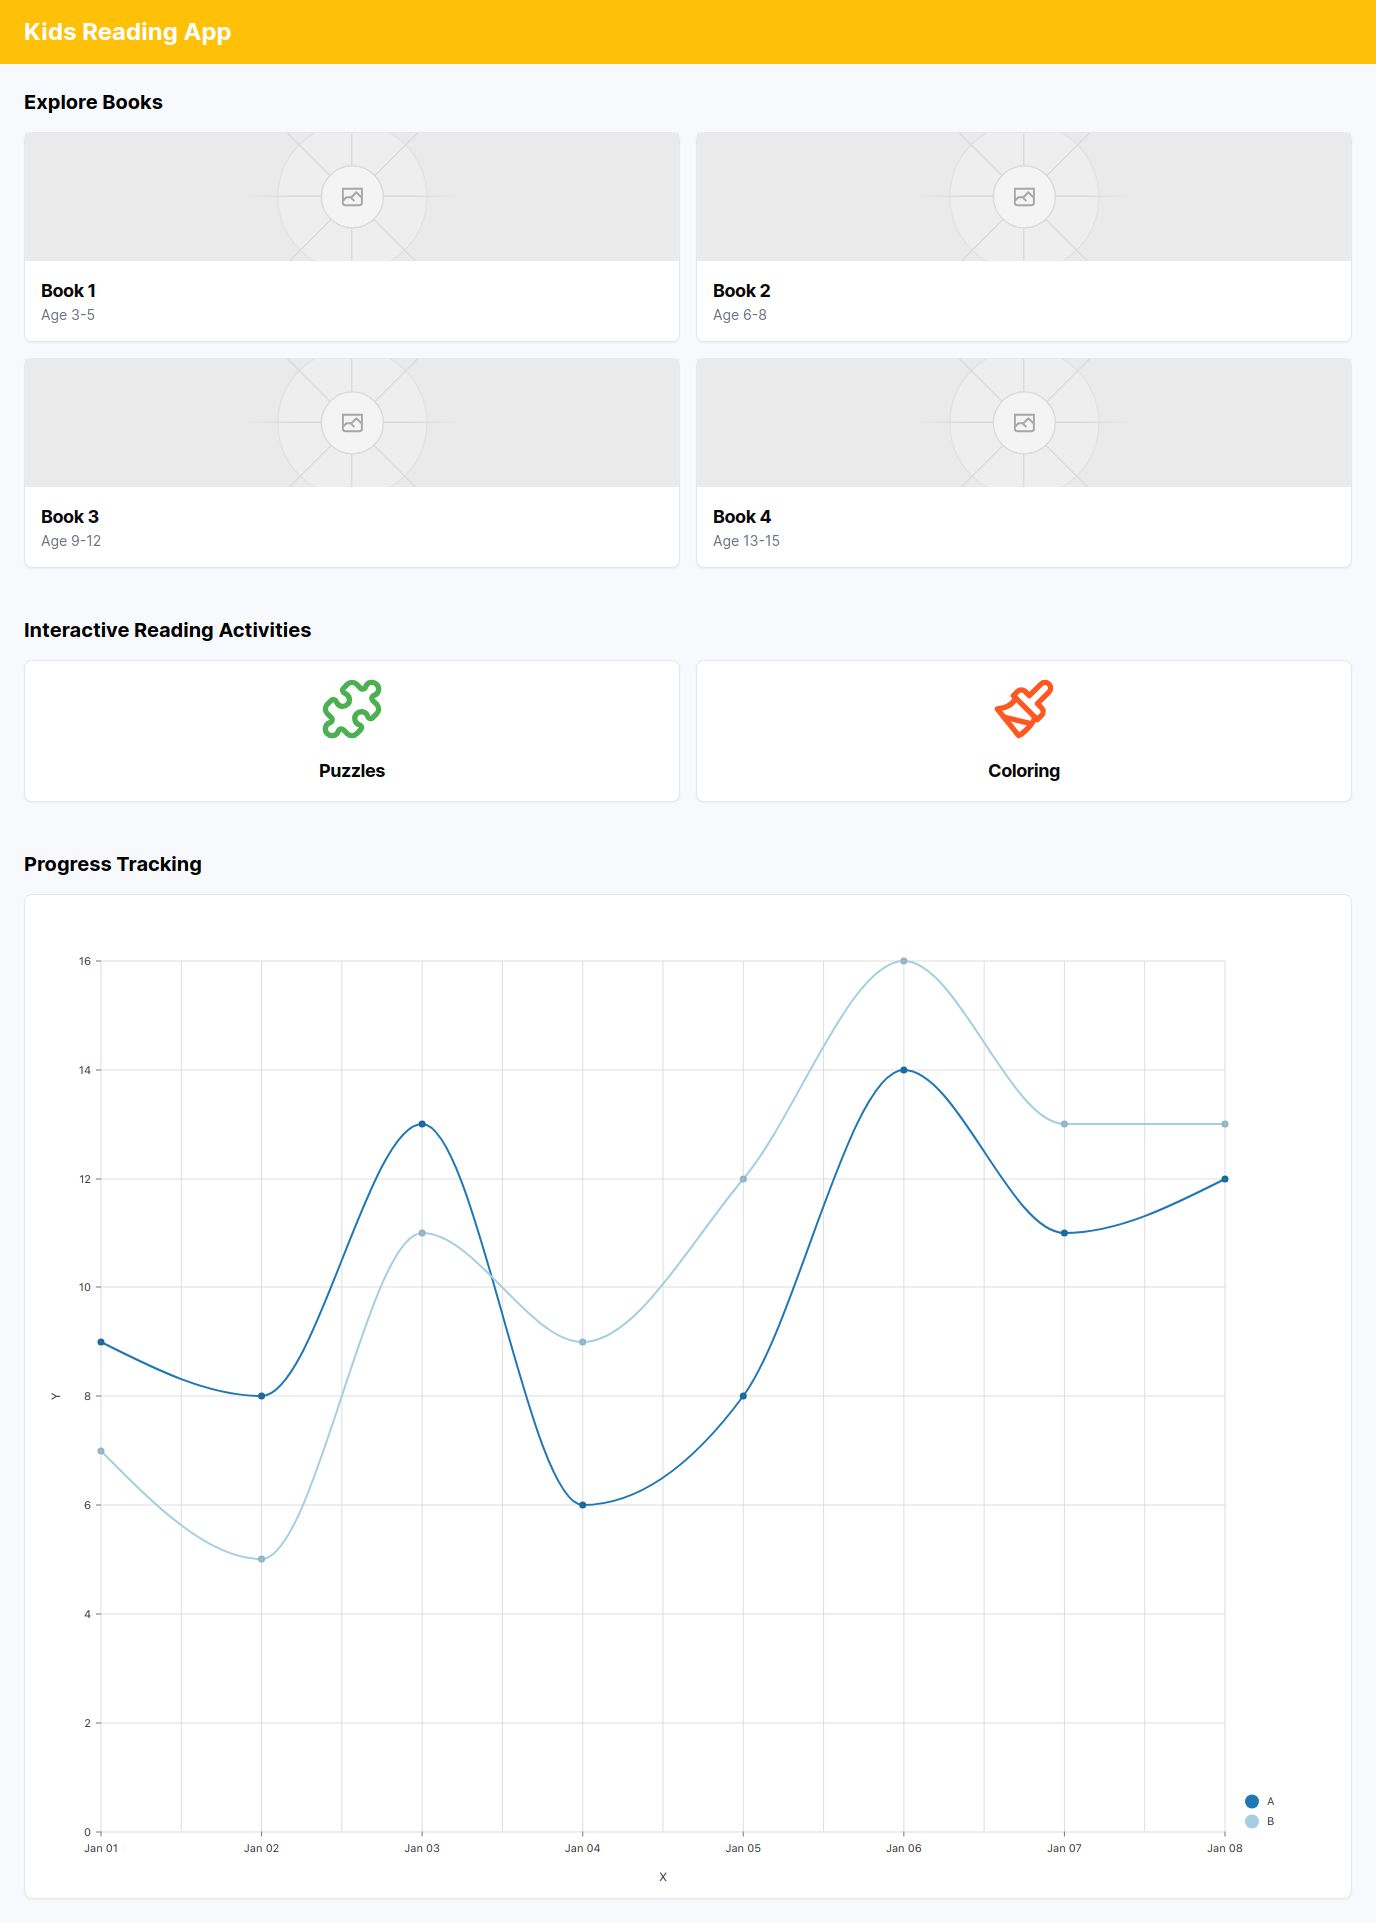 Kids Reading App
Explore Books
Book 1
Age 3-5
Book 2
Age 6-8
Book 3
Age 9-12
Book 4
Age 13-15
Interactive Reading Activities
Puzzles
Coloring
Progress Tracking
16
14
12
10
8
6
4
2
0
Y
Jan 01 Jan 02 Jan 03 Jan 04 Jan 05 Jan 06 Jan 07 Jan 08
X
A
B